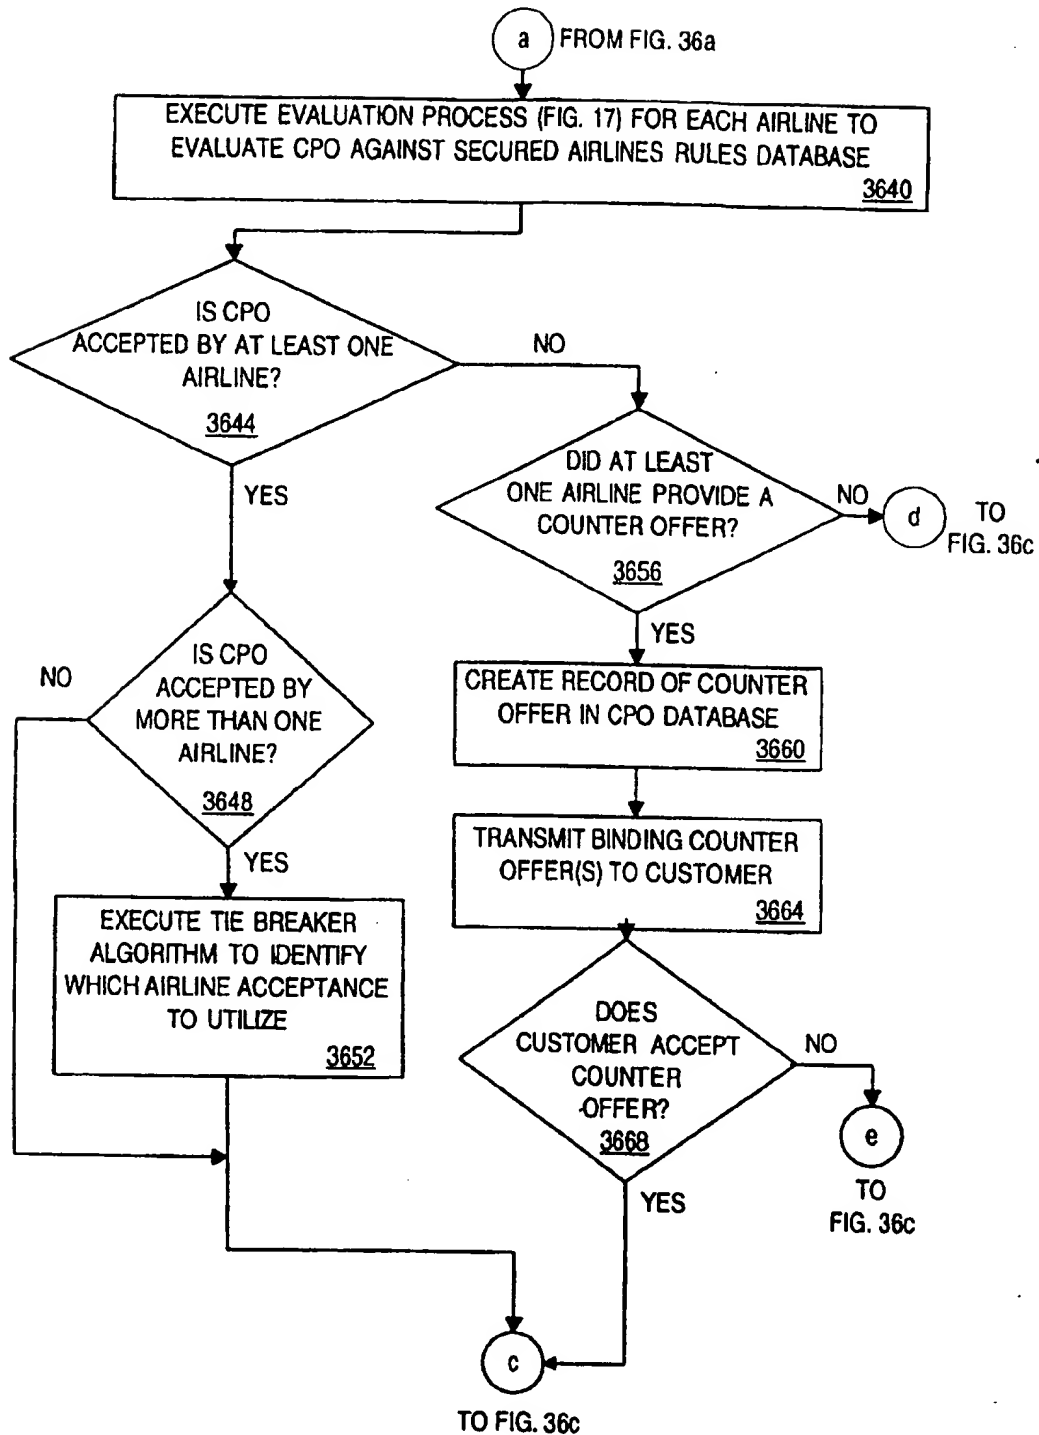 a FROM FIG. 36a
EXECUTE EVALUATION PROCESS (FIG. 17) FOR EACH AIRLINE TO
EVALUATE CPO AGAINST SECURED AIRLINES RULES DATABASE
3640
IS CPO
ACCEPTED BY AT LEAST ONE
AIRLINE?
3644
NO
YES
DID AT LEAST
ONE AIRLINE PROVIDE A
COUNTER OFFER?
3656
NO
d
TO
FIG. 36c
YES
IS CPO
ACCEPTED BY
MORE THAN ONE
AIRLINE?
3648
NO
YES
CREATE RECORD OF COUNTER
OFFER IN CPO DATABASE
3660
TRANSMIT BINDING COUNTER
OFFER(S) TO CUSTOMER
3664
EXECUTE TIE BREAKER
ALGORITHM TO IDENTIFY
WHICH AIRLINE ACCEPTANCE
TO UTILIZE
3652
DOES
CUSTOMER ACCEPT
COUNTER
OFFER?
3668
NO
e
TO
FIG. 36c
YES
c
TO FIG. 36c